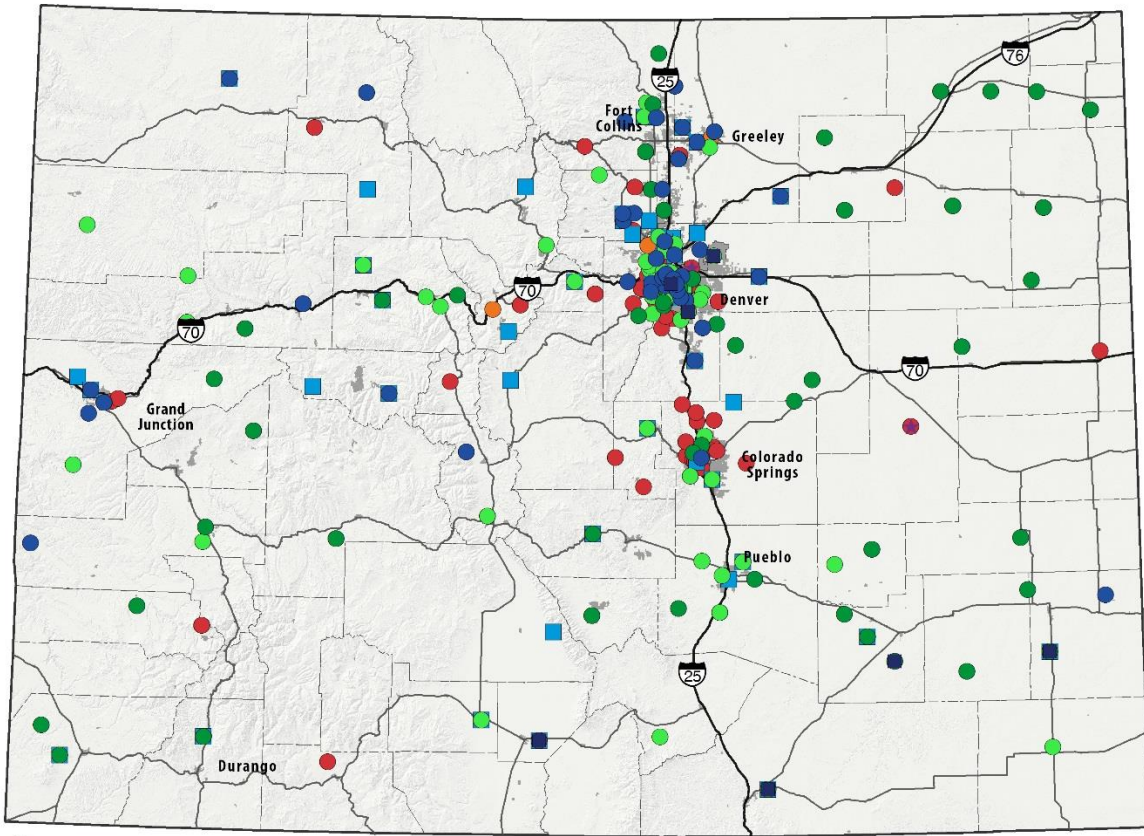 76
25
Fort
Collins
Greeley
70
Denver
70
70
Grand
Junction
Colorado
Springs
Pueblo
25
Durango